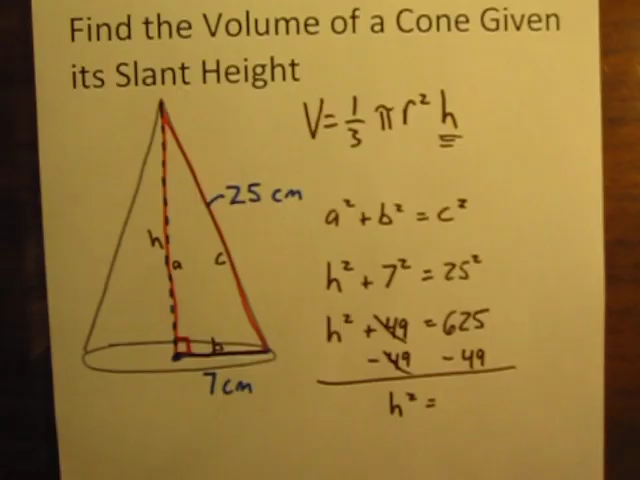 Find the Volume of a Cone Given
its Slant Height
V = 1/3 π r² h
25 cm
h
a
c
b
7cm
a² + b² = c²
h² + 7² = 25²
h² + 49 = 625
- 49 - 49
h² =